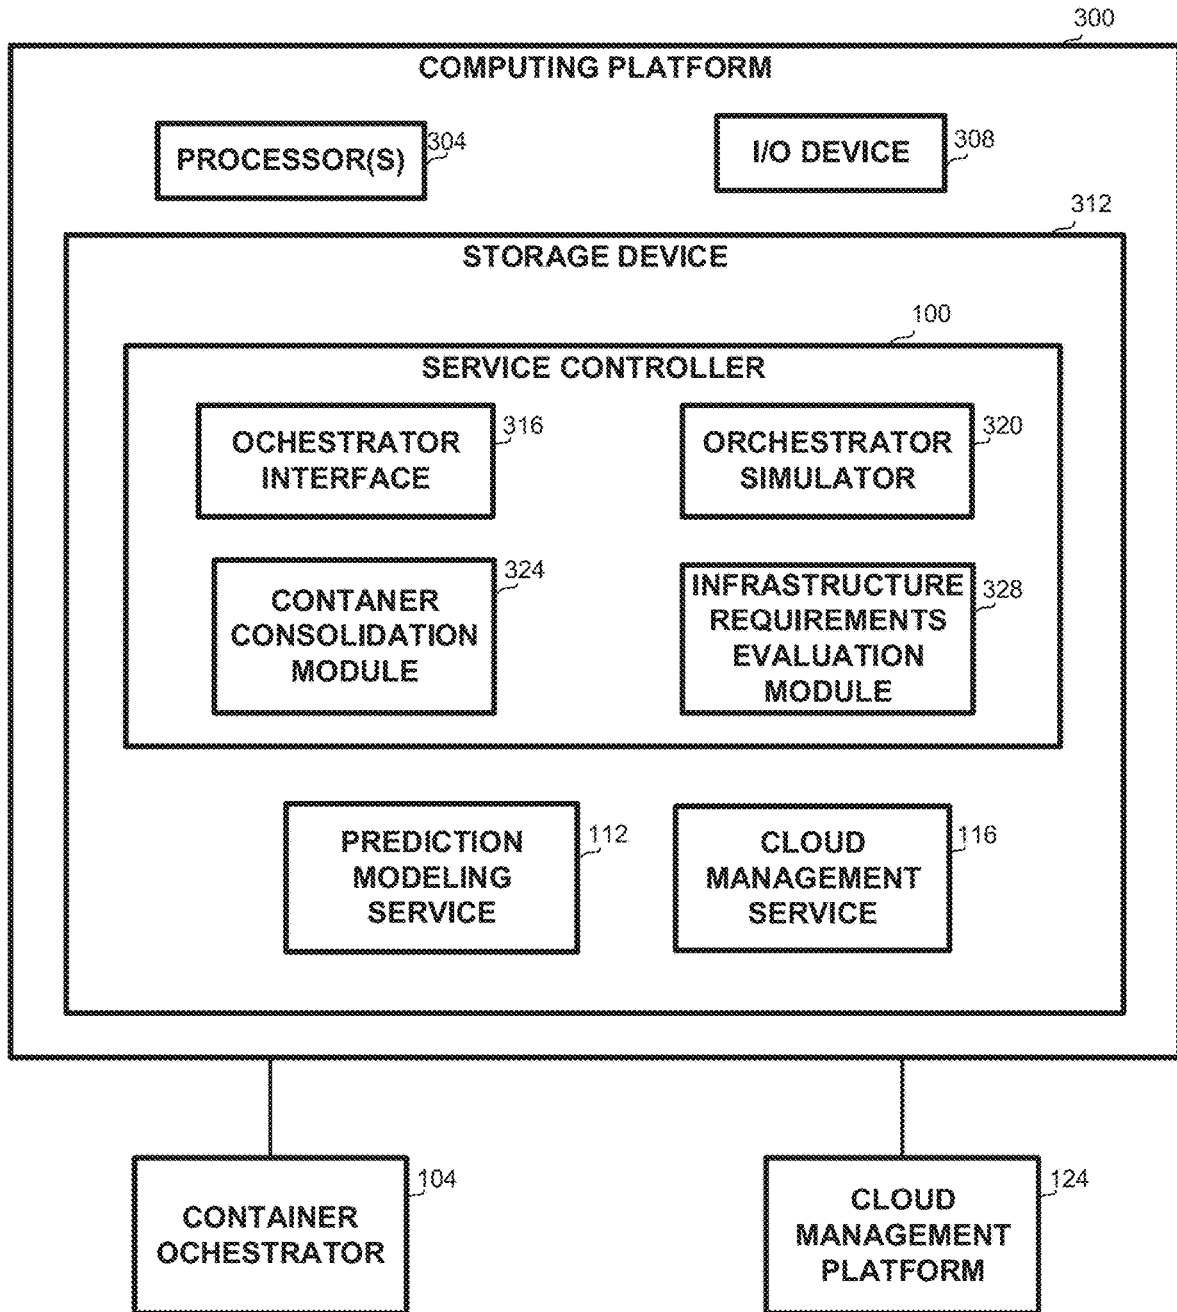 300
COMPUTING PLATFORM
PROCESSOR(S)
304
I/O DEVICE
308
312
STORAGE DEVICE
100
SERVICE CONTROLLER
OCHESTRATOR
INTERFACE
316
ORCHESTRATOR
SIMULATOR
320
CONTANER
CONSOLIDATION
MODULE
324
INFRASTRUCTURE
REQUIREMENTS
EVALUATION
MODULE
328
PREDICTION
MODELING
SERVICE
112
CLOUD
MANAGEMENT
SERVICE
116
CONTAINER
OCHESTRATOR
104
CLOUD
MANAGEMENT
PLATFORM
124